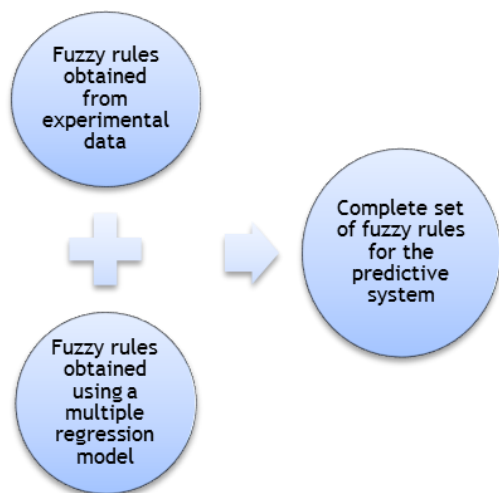 Fuzzy rules
obtained
from
experimental
data
Complete set
of fuzzy rules
for the
predictive
system
Fuzzy rules
obtained
using a
multiple
regression
model